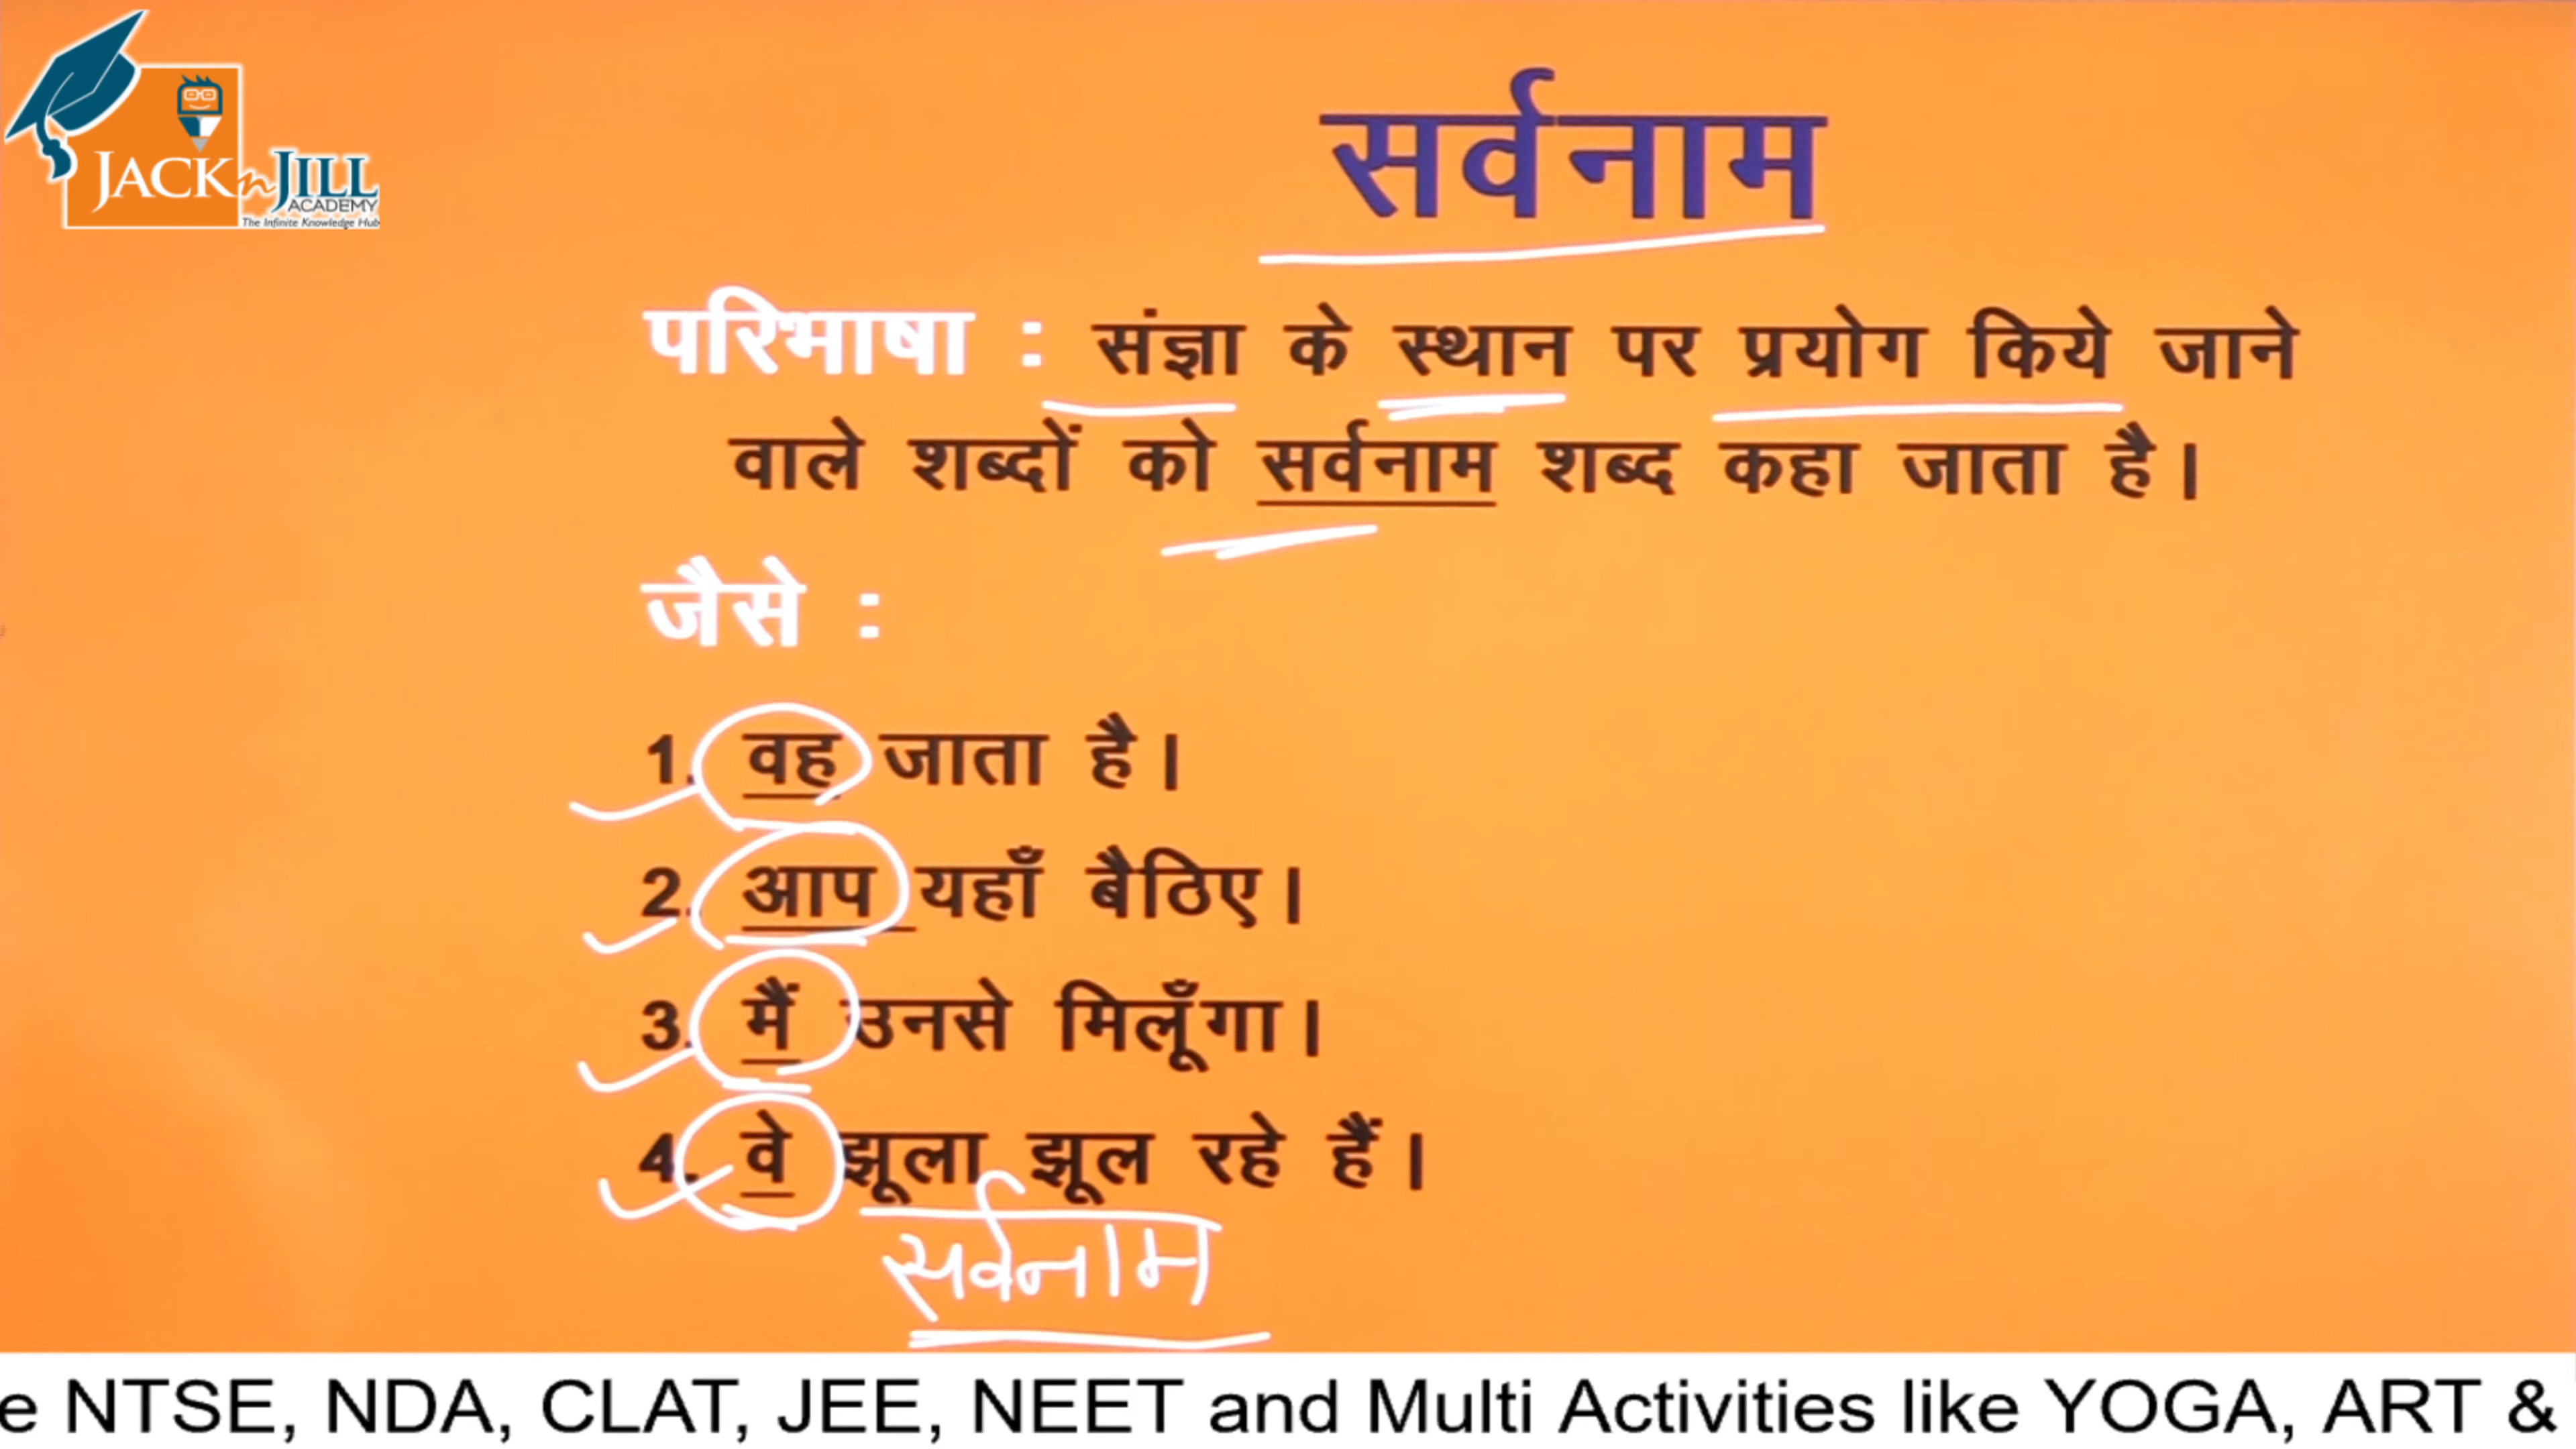 JACK n JILL
ACADEMY
The Infinite Knowledge Hub
सर्वनाम
परिभाषा : संज्ञा के स्थान पर प्रयोग किये जाने
वाले शब्दों को सर्वनाम शब्द कहा जाता है।
जैसे :
1. वह जाता है।
2. आप यहाँ बैठिए।
3. मैं उनसे मिलूँगा।
4. वे झूला झूल रहे हैं।
सर्वनाम
e NTSE, NDA, CLAT, JEE, NEET and Multi Activities like YOGA, ART &